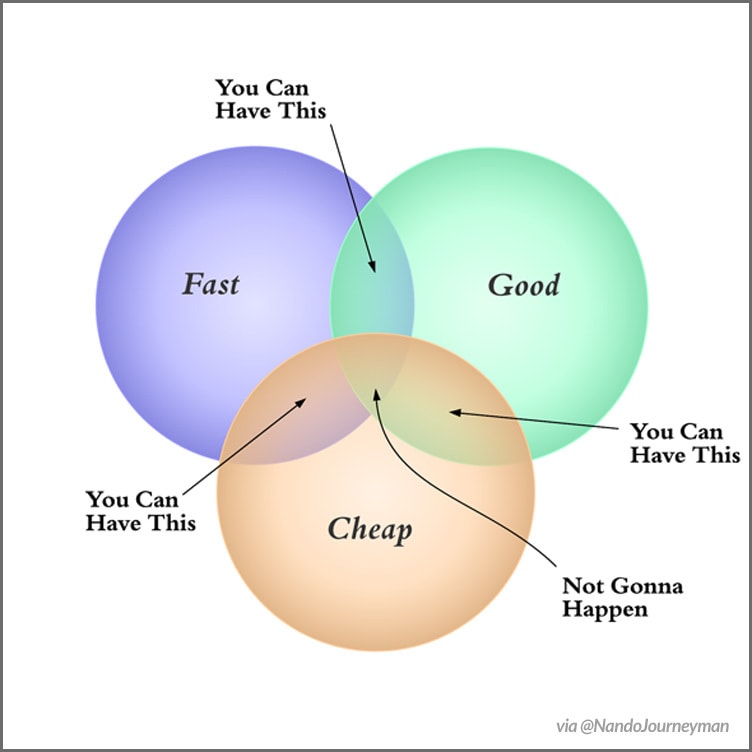 You Can
Have This
Fast
Good
You Can
Have This
You Can
Have This
Cheap
Not Gonna
Happen
via @NandoJourneyman